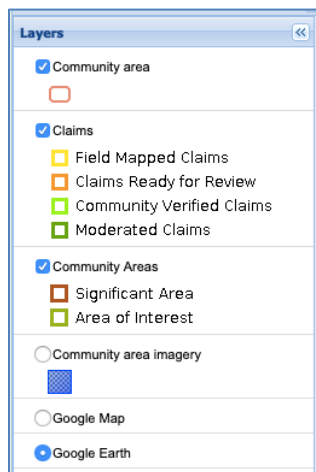 Layers
Community area
Claims
Field Mapped Claims
Claims Ready for Review
Community Verified Claims
Moderated Claims
Community Areas
Significant Area
Area of Interest
Community area imagery
Google Map
Google Earth